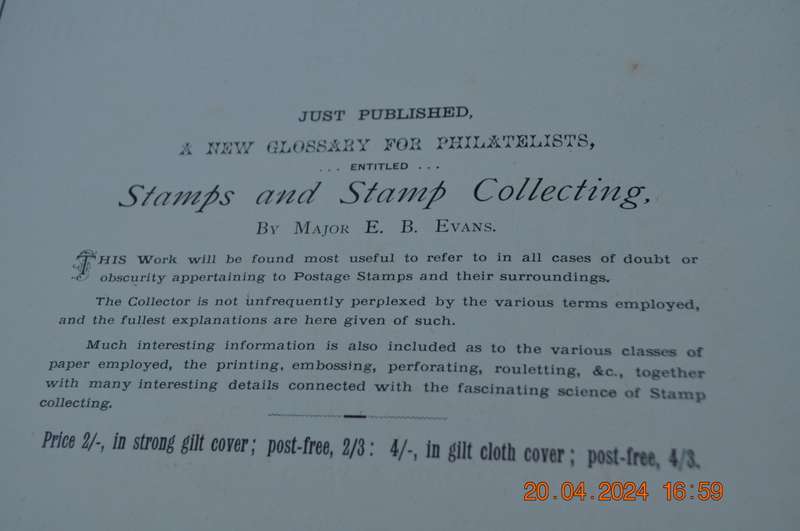 JUST PUBLISHED,
A NEW GLOSSARY FOR PHILATELISTS,
... ENTITLED ...
Stamps and Stamp Collecting,
BY MAJOR E. B. EVANS.
THIS Work will be found most useful to refer to in all cases of doubt or
obscurity appertaining to Postage Stamps and their surroundings.
The Collector is not unfrequently perplexed by the various terms employed,
and the fullest explanations are here given of such.
Much interesting information is also included as to the various classes of
paper employed, the printing, embossing, perforating, rouletting, &c., together
with many interesting details connected with the fascinating science of Stamp
collecting.
Price 2/-, in strong gilt cover; post-free, 2/3: 4/-, in gilt cloth cover; post-free, 4/3.
20.04.2024 16:59